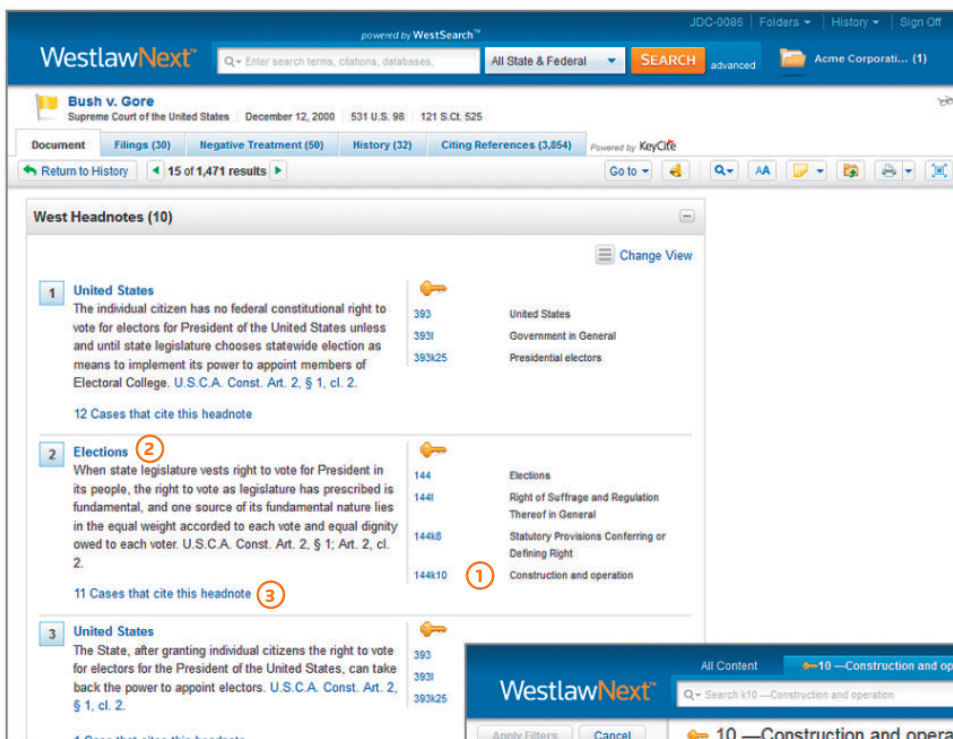 JDC-0086 Folders History Sign Off
powered by WestSearch™
WestlawNext™ Enter search terms, citations, databases, All State & Federal SEARCH advanced Acme Corporati... (1)
Bush v. Gore
Supreme Court of the United States December 12, 2000 531 U.S. 98 121 S.Ct. 525
Document Filings (30) Negative Treatment (50) History (32) Citing References (3,854) Powered by KeyCite
Return to History 15 of 1,471 results Go to AA
West Headnotes (10)
Change View
1 United States
The individual citizen has no federal constitutional right to
vote for electors for President of the United States unless
and until state legislature chooses statewide election as
means to implement its power to appoint members of
Electoral College. U.S.C.A. Const. Art. 2, § 1, cl. 2.
393 United States
393I Government in General
393k25 Presidential electors
12 Cases that cite this headnote
2 Elections 2
When state legislature vests right to vote for President in
its people, the right to vote as legislature has prescribed is
fundamental, and one source of its fundamental nature lies
in the equal weight accorded to each vote and equal dignity
owed to each voter. U.S.C.A. Const. Art. 2, § 1; Art. 2, cl.
2.
144 Elections
144I Right of Suffrage and Regulation
Thereof in General
144k8 Statutory Provisions Conferring or
Defining Right
144k10 1 Construction and operation
11 Cases that cite this headnote 3
3 United States
The State, after granting individual citizens the right to vote
for electors for the President of the United States, can take
back the power to appoint electors. U.S.C.A. Const. Art. 2,
§ 1, cl. 2.
393
393I
393k25
1 Case that cites this headnote
All Content 10 —Construction and op
WestlawNext™ Search k10 —Construction and operation
Apply Filters Cancel 10 —Construction and opera